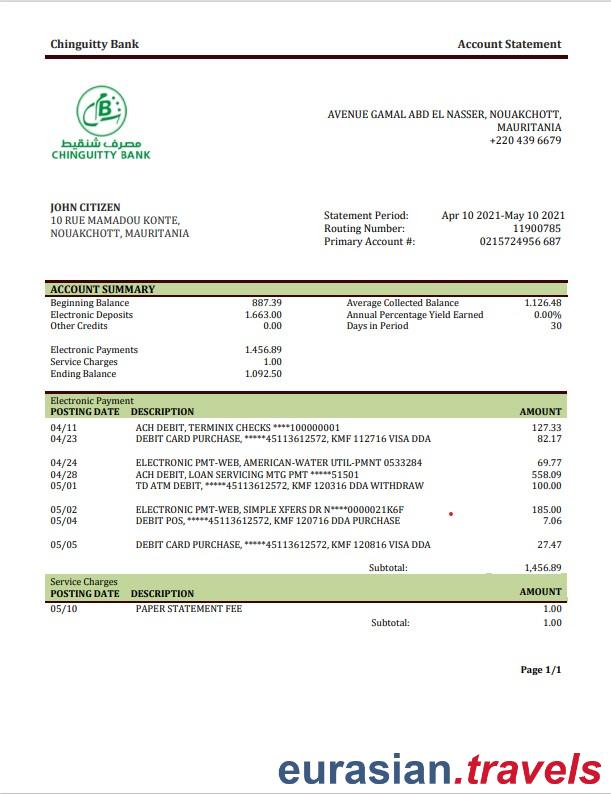 Chinguitty Bank Account Statement
مصرف شنقيط
CHINGUITTY BANK
AVENUE GAMAL ABD EL NASSER, NOUAKCHOTT,
MAURITANIA
+220 439 6679
JOHN CITIZEN
10 RUE MAMADOU KONTE,
NOUAKCHOTT, MAURITANIA
Statement Period: Apr 10 2021-May 10 2021
Routing Number: 11900785
Primary Account #: 0215724956 687
ACCOUNT SUMMARY
Beginning Balance 887.39 Average Collected Balance 1.126.48
Electronic Deposits 1.663.00 Annual Percentage Yield Earned 0.00%
Other Credits 0.00 Days in Period 30
Electronic Payments 1.456.89
Service Charges 1.00
Ending Balance 1.092.50
Electronic Payment
POSTING DATE DESCRIPTION AMOUNT
04/11 ACH DEBIT, TERMINIX CHECKS ****100000001 127.33
04/23 DEBIT CARD PURCHASE, *****45113612572, KMF 112716 VISA DDA 82.17
04/24 ELECTRONIC PMT-WEB, AMERICAN-WATER UTIL-PMNT 0533284 69.77
04/28 ACH DEBIT, LOAN SERVICING MTG PMT *****51501 558.09
05/01 TD ATM DEBIT, *****45113612572, KMF 120316 DDA WITHDRAW 100.00
05/02 ELECTRONIC PMT-WEB, SIMPLE XFERS DR N****0000021K6F 185.00
05/04 DEBIT POS, *****45113612572, KMF 120716 DDA PURCHASE 7.06
05/05 DEBIT CARD PURCHASE, *****45113612572, KMF 120816 VISA DDA 27.47
Subtotal: 1,456.89
Service Charges
POSTING DATE DESCRIPTION AMOUNT
05/10 PAPER STATEMENT FEE 1.00
Subtotal: 1.00
Page 1/1
eurasian.travels